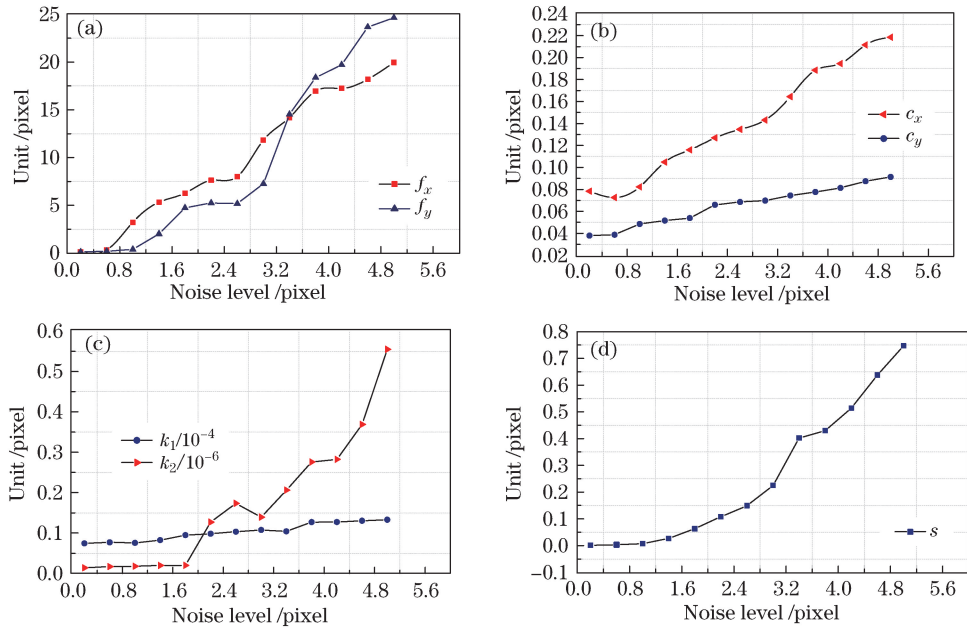 (a)
25
20
15
10
5
0
Unit /pixel
f_x
f_y
0.0 0.8 1.6 2.4 3.2 4.0 4.8 5.6
Noise level /pixel
(b)
0.24
0.22
0.20
0.18
0.16
0.14
0.12
0.10
0.08
0.06
0.04
0.02
Unit /pixel
c_x
c_y
0.0 0.8 1.6 2.4 3.2 4.0 4.8 5.6
Noise level /pixel
(c)
0.6
0.5
0.4
0.3
0.2
0.1
0.0
Unit /pixel
k_1/10^{-4}
k_2/10^{-6}
0.0 0.8 1.6 2.4 3.2 4.0 4.8 5.6
Noise level /pixel
(d)
0.8
0.7
0.6
0.5
0.4
0.3
0.2
0.1
0.0
−0.1
Unit /pixel
s
0.0 0.8 1.6 2.4 3.2 4.0 4.8 5.6
Noise level /pixel